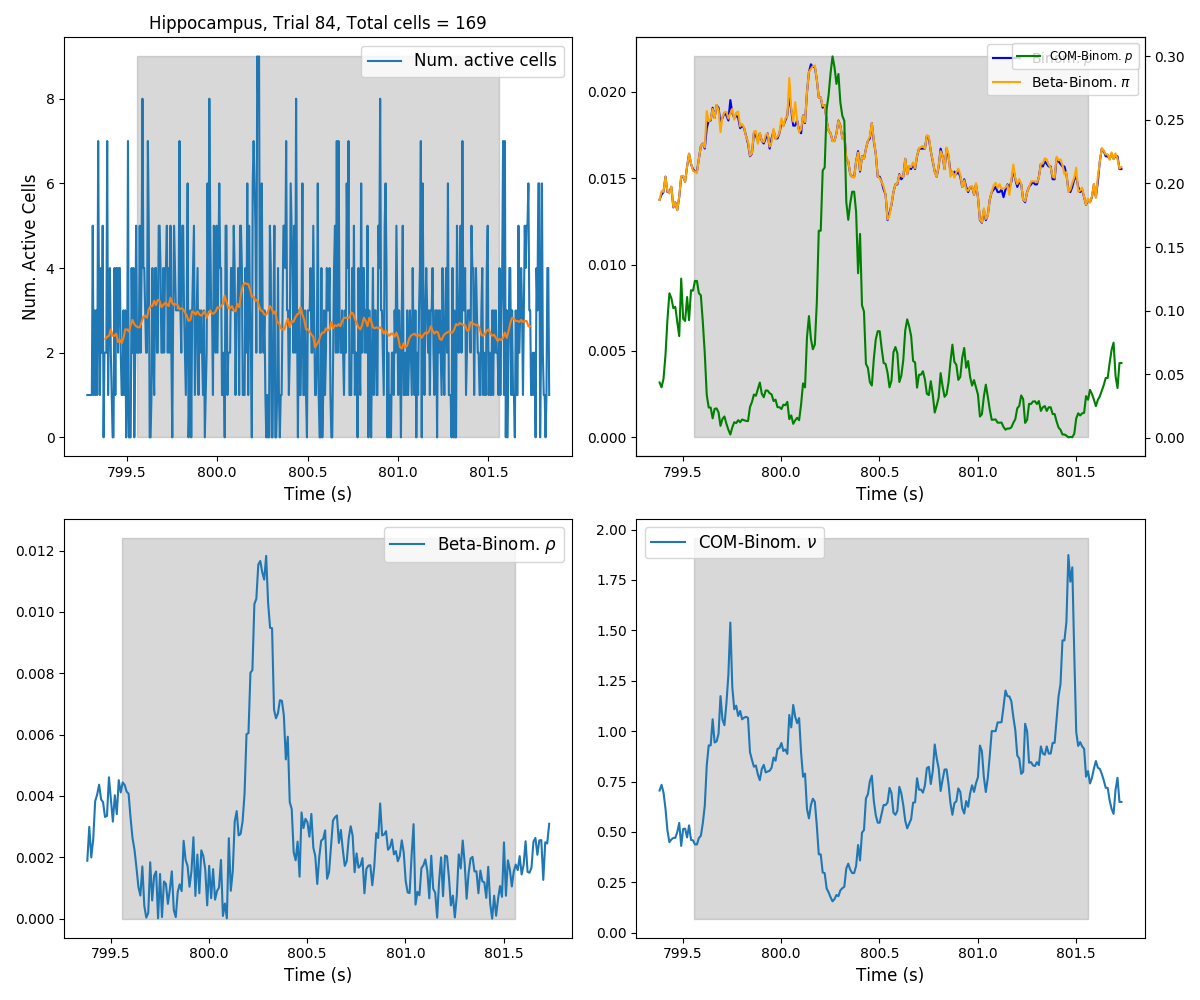 Hippocampus, Trial 84, Total cells = 169
Num. active cells
Num. Active Cells
8
6
4
2
0
799.5 800.0 800.5 801.0 801.5
Time (s)
COM-Binom. p
Beta-Binom. π
0.020
0.015
0.010
0.005
0.000
0.30
0.25
0.20
0.15
0.10
0.05
0.00
799.5 800.0 800.5 801.0 801.5
Time (s)
Beta-Binom. ρ
0.012
0.010
0.008
0.006
0.004
0.002
0.000
799.5 800.0 800.5 801.0 801.5
Time (s)
COM-Binom. ν
2.00
1.75
1.50
1.25
1.00
0.75
0.50
0.25
0.00
799.5 800.0 800.5 801.0 801.5
Time (s)